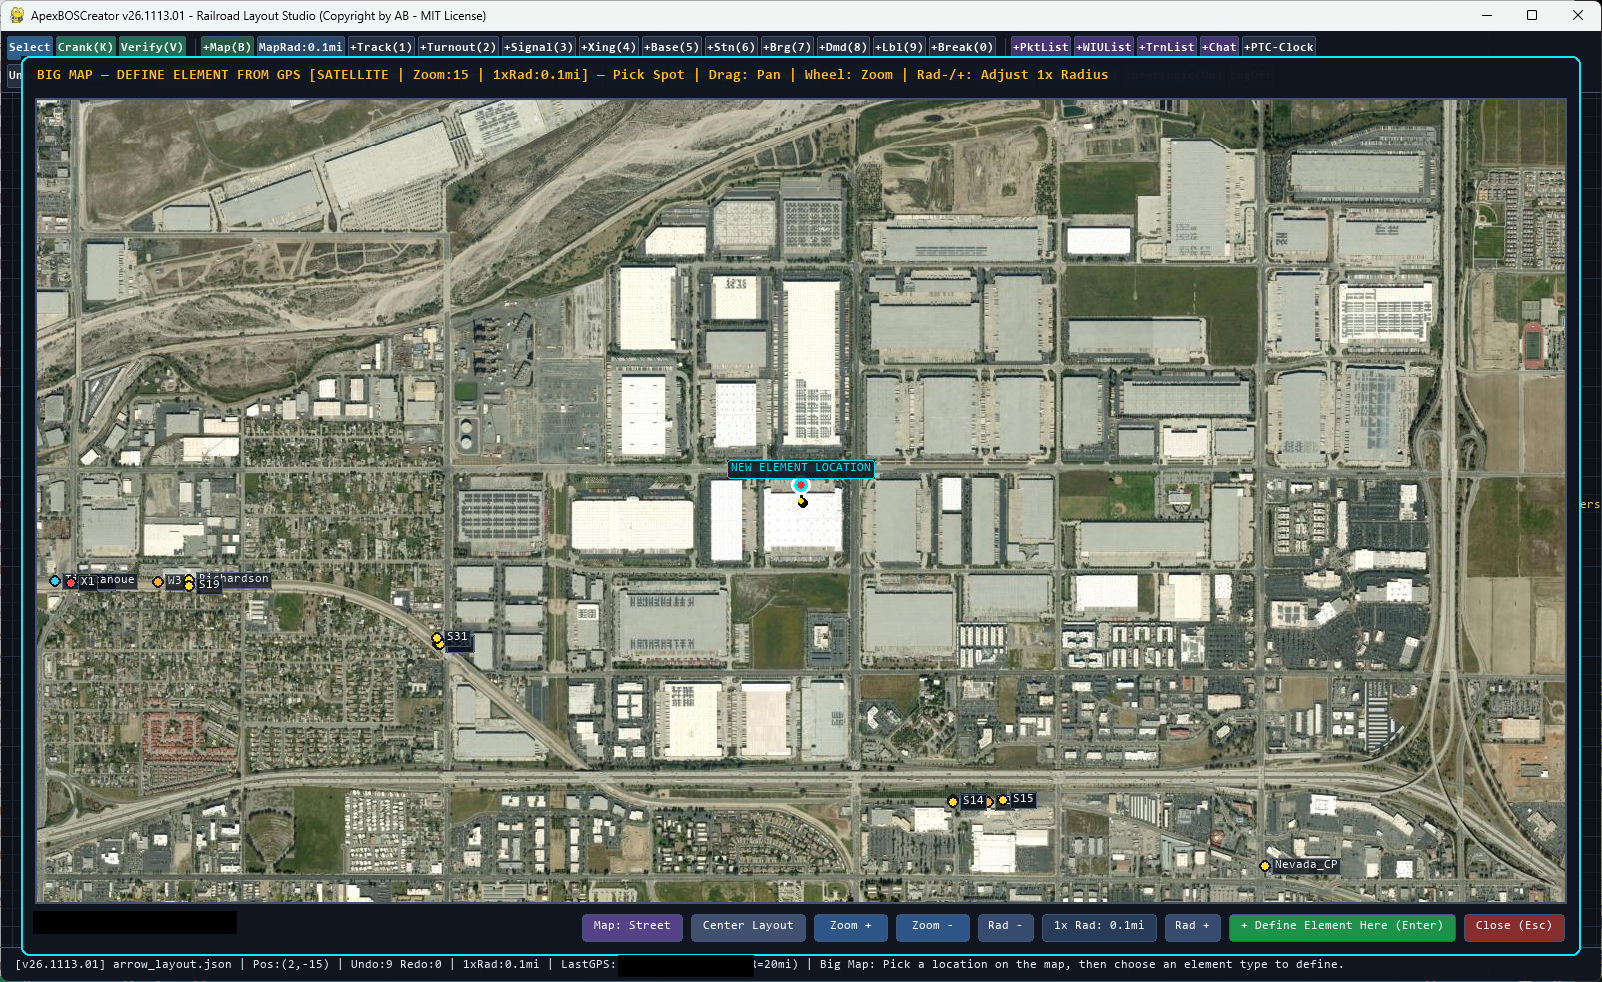 ApexBOSCreator v26.1113.01 - Railroad Layout Studio (Copyright by AB - MIT License)
Select Crank(K) Verify(V) +Map(B) MapRad:0.1mi +Track(1) +Turnout(2) +Signal(3) +Xing(4) +Base(5) +Stn(6) +Brg(7) +Dmd(8) +Lbl(9) +Break(0) +PktList +WIUList +TrnList +Chat +PTC-Clock
BIG MAP — DEFINE ELEMENT FROM GPS [SATELLITE | Zoom:15 | 1xRad:0.1mi] — Pick Spot | Drag: Pan | Wheel: Zoom | Rad-/+: Adjust 1x Radius
NEW ELEMENT LOCATION
X1 W3 Richardson
S19
S31
S14 S15
Nevada_CP
Map: Street Center Layout Zoom + Zoom - Rad - 1x Rad: 0.1mi Rad + + Define Element Here (Enter) Close (Esc)
[v26.1113.01] arrow_layout.json | Pos:(2,-15) | Undo:9 Redo:0 | 1xRad:0.1mi | LastGPS: =20mi) | Big Map: Pick a location on the map, then choose an element type to define.